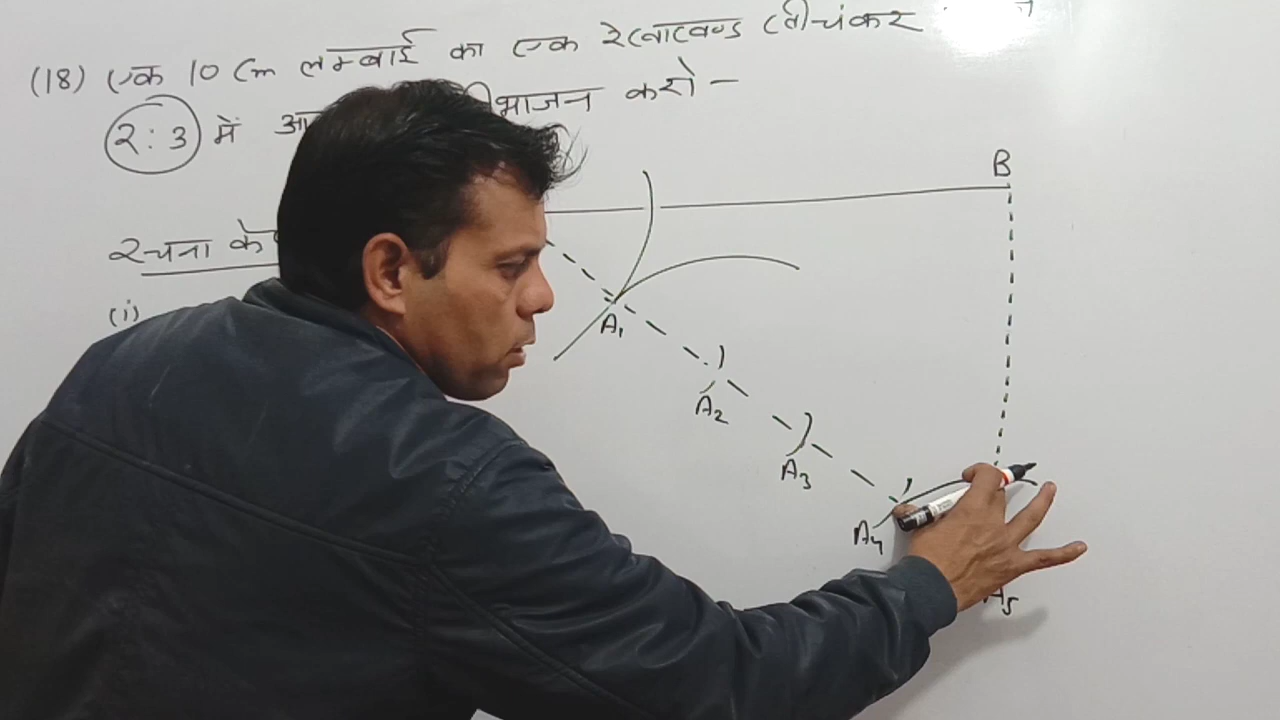 (18) एक 10 Cm लम्बाई का एक रेखाखण्ड खींचकर
2:3 में विभाजन करो -
B
रचना के
(i)
A₁
A₂
A₃
A₄
A₅